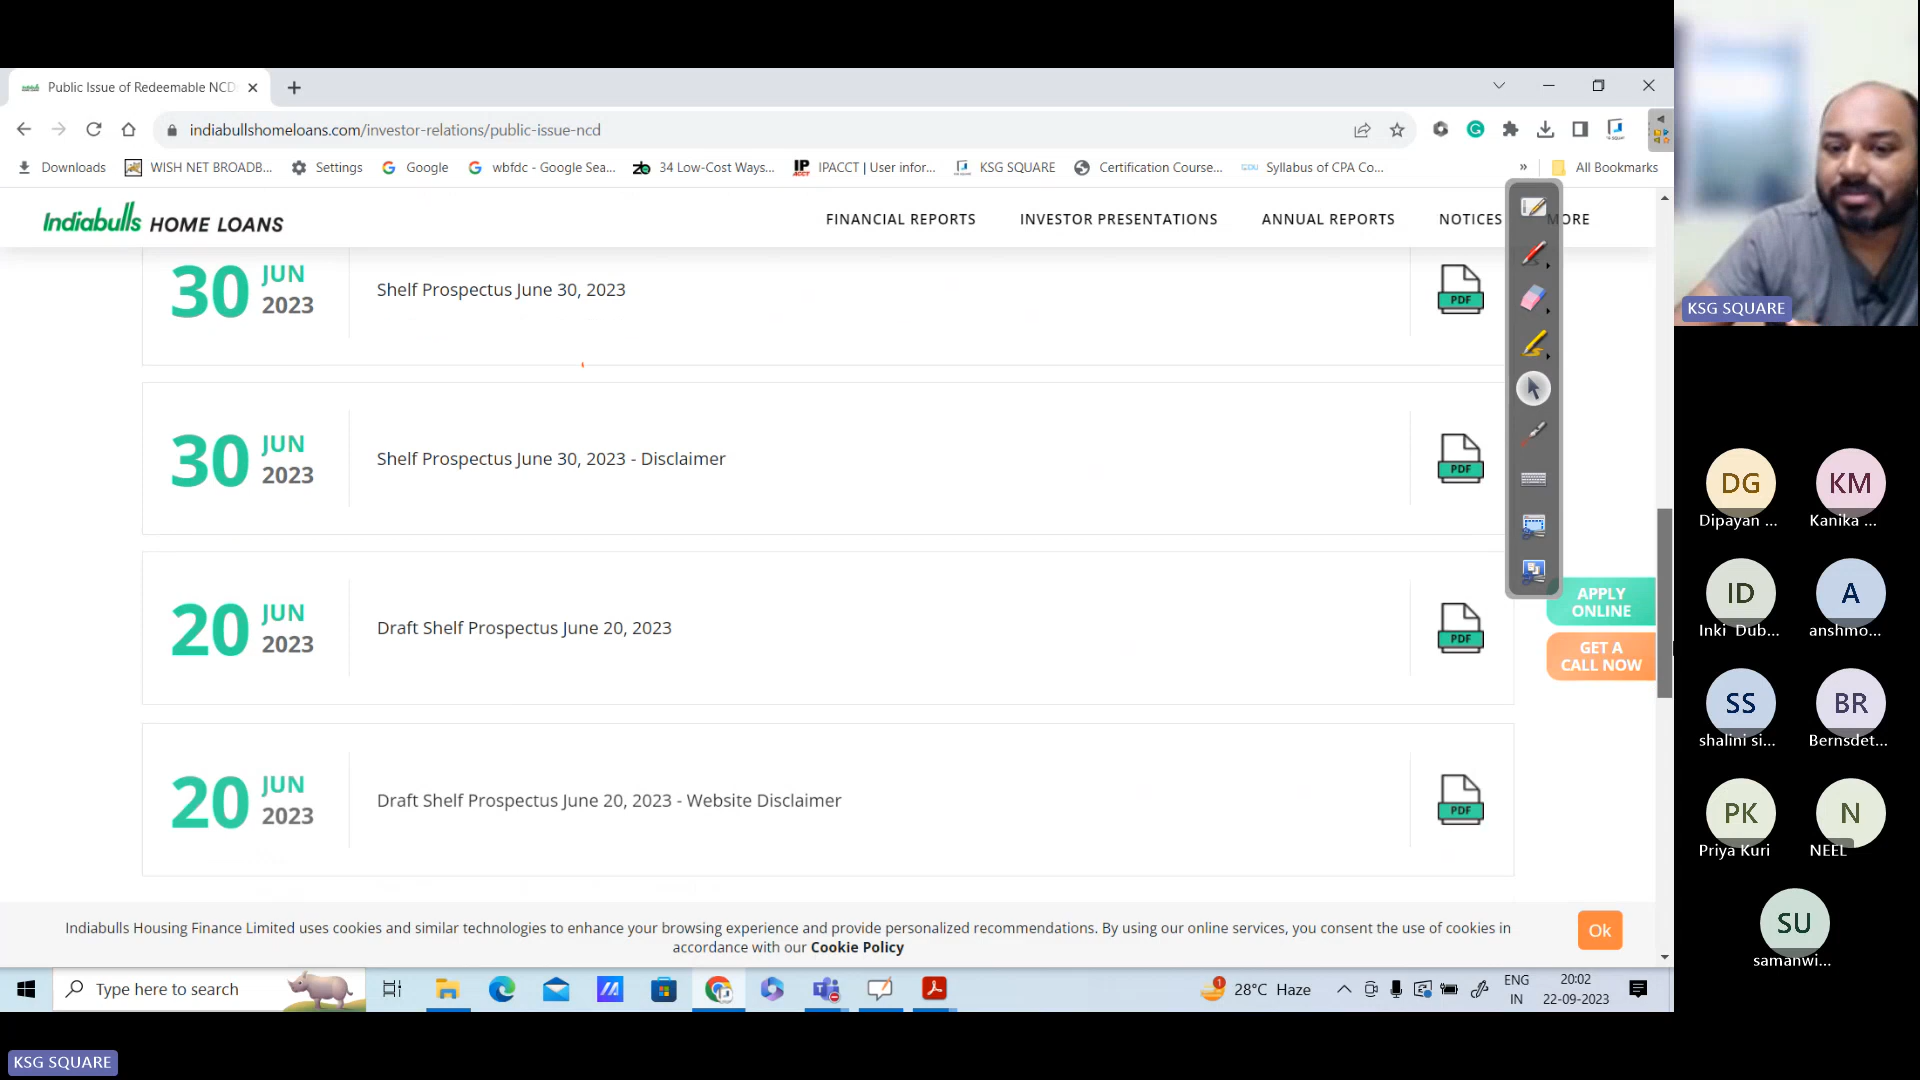 Public Issue of Redeemable NCD
indiabullshomeloans.com/investor-relations/public-issue-ncd
Downloads WISH NET BROADB... Settings Google wbfdc - Google Sea... 34 Low-Cost Ways... IPACCT | User infor... KSG SQUARE Certification Course... Syllabus of CPA Co... » All Bookmarks
Indiabulls HOME LOANS
FINANCIAL REPORTS INVESTOR PRESENTATIONS ANNUAL REPORTS NOTICES ORE
30 JUN 2023
Shelf Prospectus June 30, 2023
PDF
30 JUN 2023
Shelf Prospectus June 30, 2023 - Disclaimer
PDF
20 JUN 2023
Draft Shelf Prospectus June 20, 2023
PDF
20 JUN 2023
Draft Shelf Prospectus June 20, 2023 - Website Disclaimer
PDF
APPLY
ONLINE
GET A
CALL NOW
Indiabulls Housing Finance Limited uses cookies and similar technologies to enhance your browsing experience and provide personalized recommendations. By using our online services, you consent the use of cookies in
accordance with our Cookie Policy
Ok
Type here to search
1
28°C Haze
ENG
IN
20:02
22-09-2023
KSG SQUARE
KSG SQUARE
DG
Dipayan ...
KM
Kanika ...
ID
Inki Dub...
A
anshmo...
SS
shalini si...
BR
Bernsdet...
PK
Priya Kuri
N
NEEL
SU
samanwi...